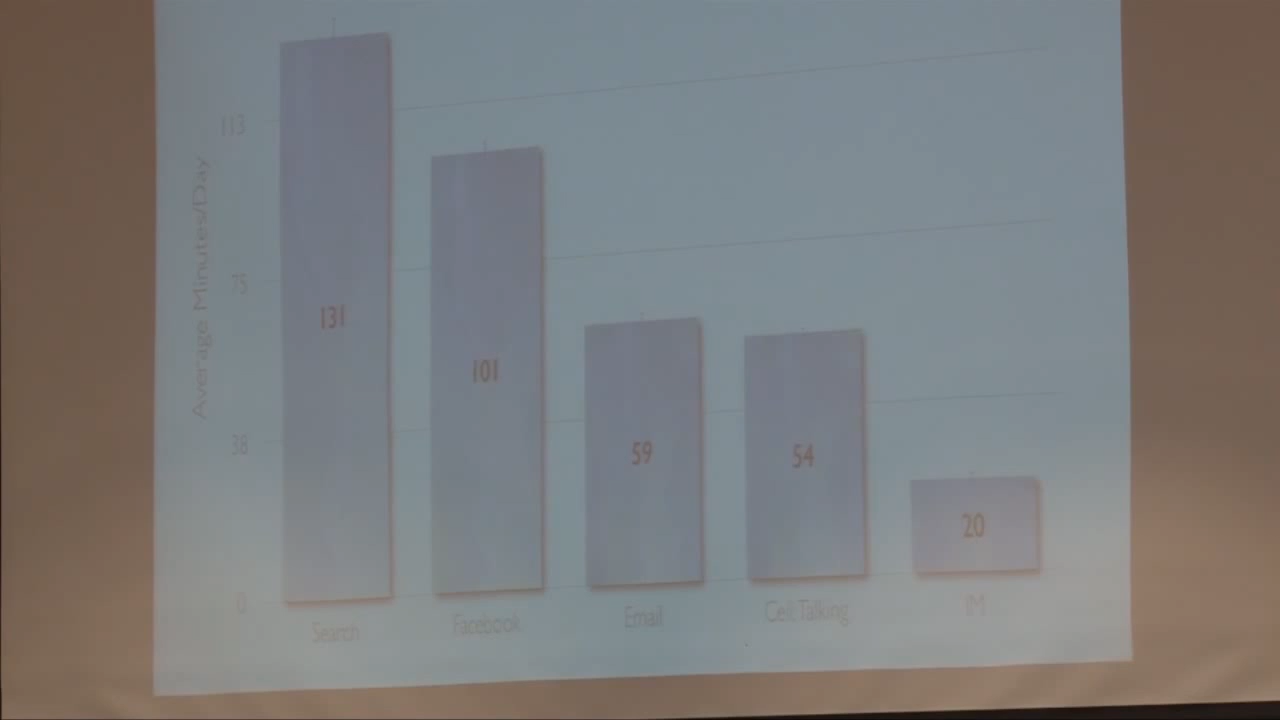 Average Minutes/Day
113
75
38
0
131
101
59
54
20
Search
Facebook
Email
Cell Talking
IM